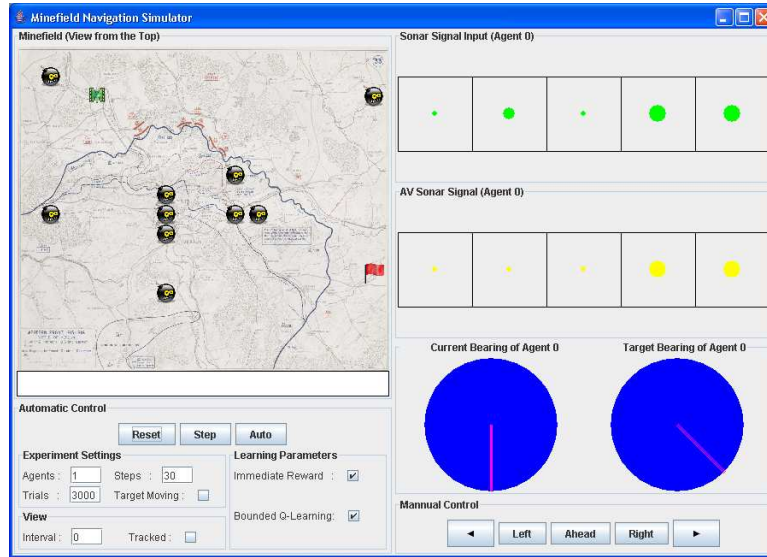 Minefield Navigation Simulator
Minefield (View from the Top)
Sonar Signal Input (Agent 0)
AV Sonar Signal (Agent 0)
Current Bearing of Agent 0
Target Bearing of Agent 0
Automatic Control
Reset
Step
Auto
Experiment Settings
Agents : 1 Steps : 30
Trials : 3000 Target Moving :
View
Interval : 0 Tracked :
Learning Parameters
Immediate Reward :
Bounded Q-Learning:
Mannual Control
Left
Ahead
Right